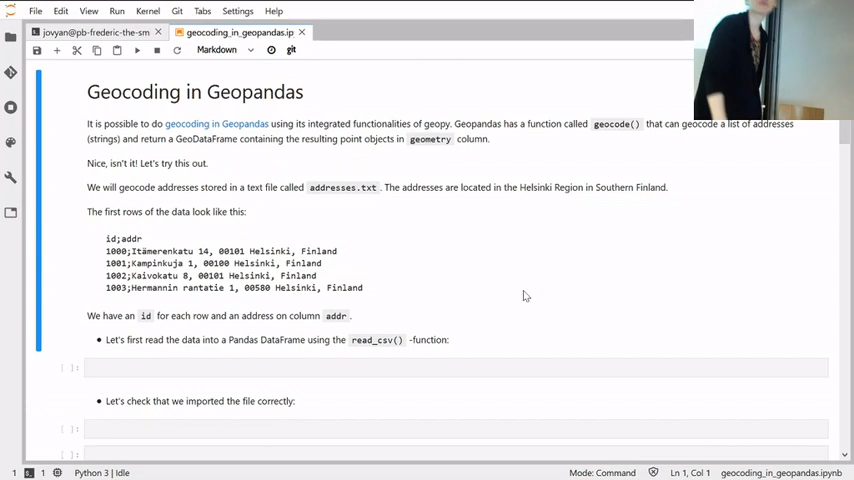 File Edit View Run Kernel Git Tabs Settings Help
jovyan@pb-frederic-the-sm
geocoding_in_geopandas.ip
Markdown
git
Geocoding in Geopandas
It is possible to do geocoding in Geopandas using its integrated functionalities of geopy. Geopandas has a function called geocode() that can geocode a list of addresses
(strings) and return a GeoDataFrame containing the resulting point objects in geometry column.
Nice, isn't it! Let's try this out.
We will geocode addresses stored in a text file called addresses.txt. The addresses are located in the Helsinki Region in Southern Finland.
The first rows of the data look like this:
id;addr
1000;Itämerenkatu 14, 00101 Helsinki, Finland
1001;Kampinkuja 1, 00100 Helsinki, Finland
1002;Kaivokatu 8, 00101 Helsinki, Finland
1003;Hermannin rantatie 1, 00580 Helsinki, Finland
We have an id for each row and an address on column addr.
• Let's first read the data into a Pandas DataFrame using the read_csv() -function:
[ ]:
• Let's check that we imported the file correctly:
[ ]:
[ ]:
1 1 Python 3 | Idle Mode: Command Ln 1, Col 1 geocoding_in_geopandas.ipynb